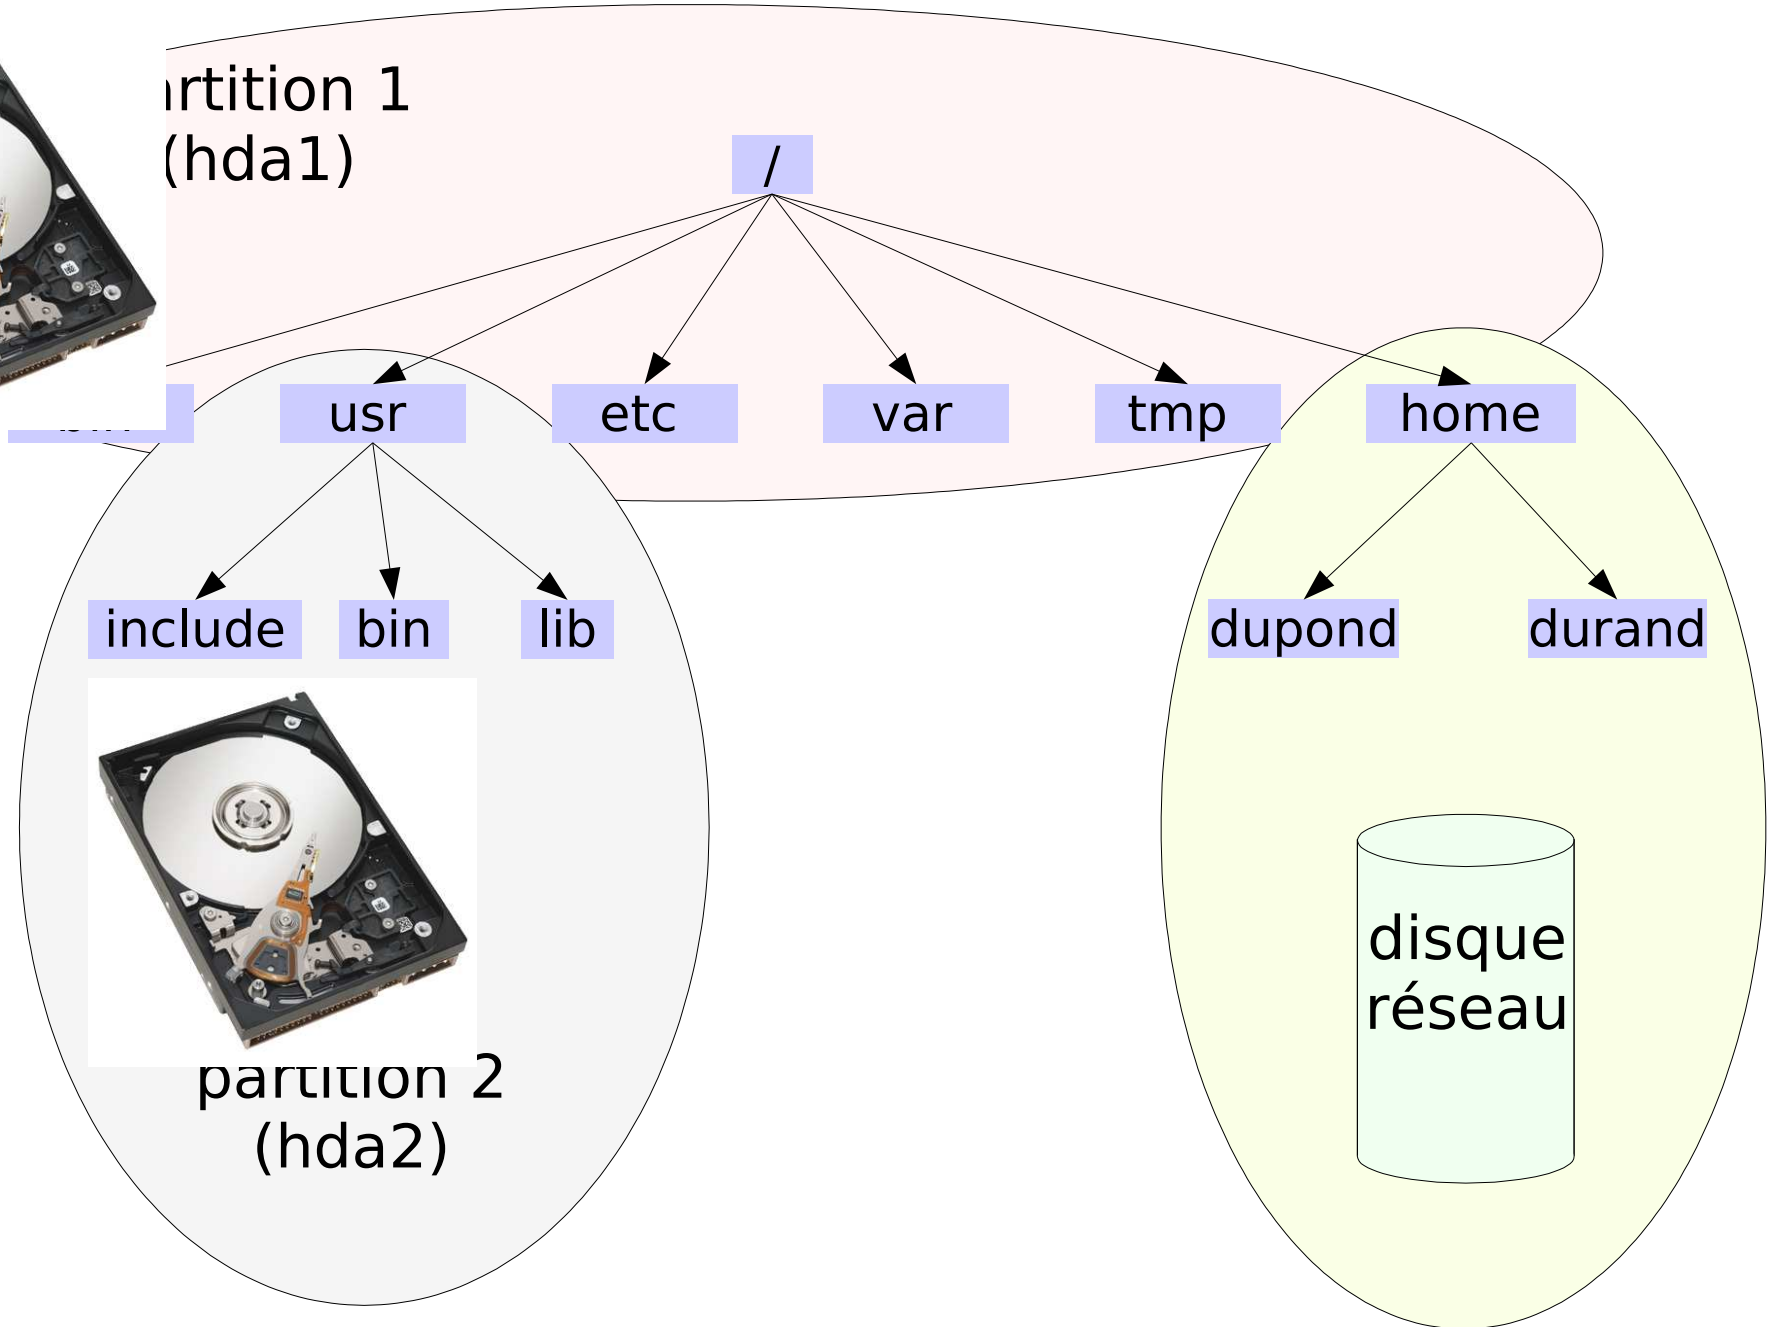 rtition 1
(hda1)
/
usr etc var tmp home
include bin lib dupond durand
disque
réseau
partition 2
(hda2)